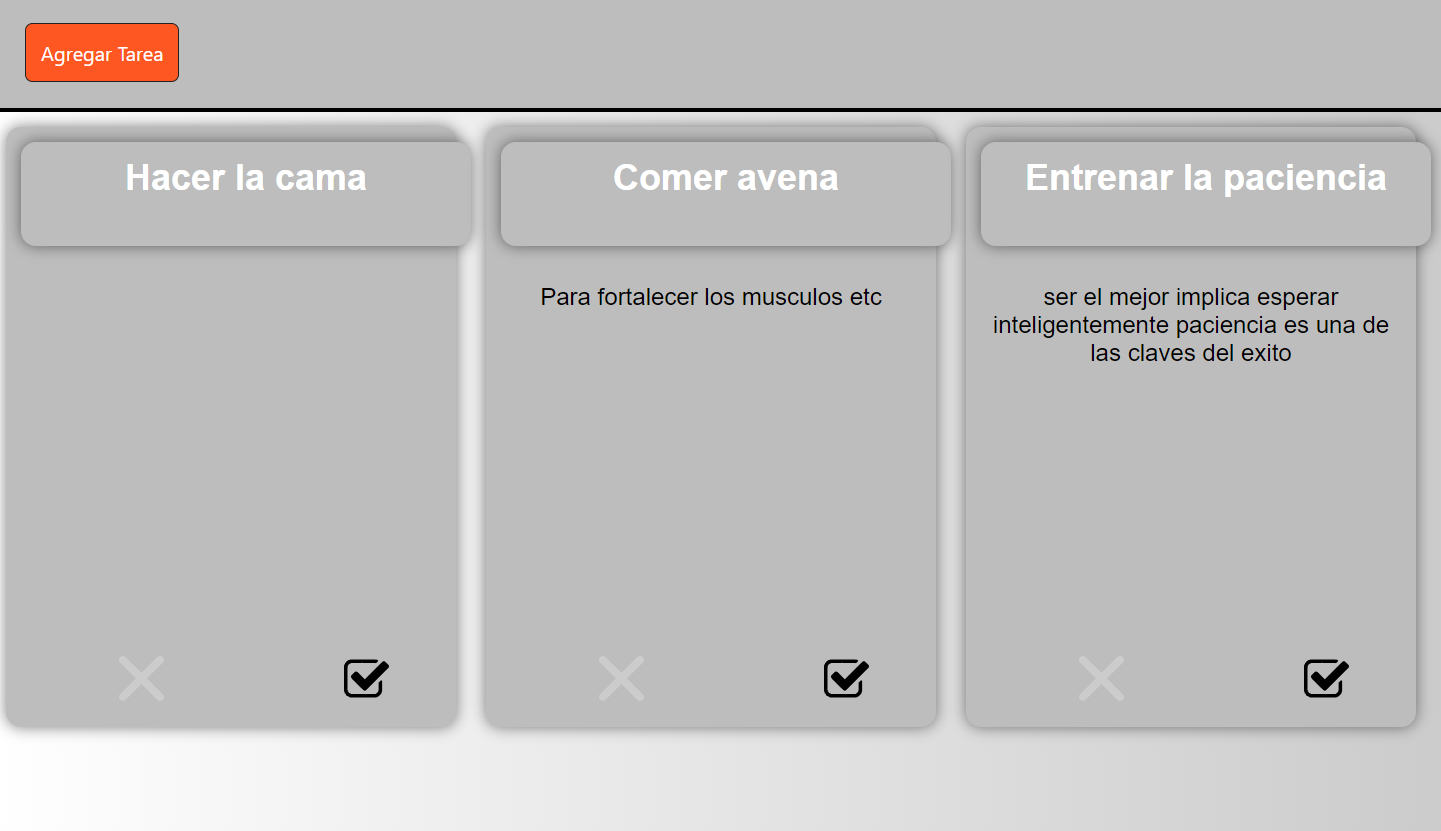 Agregar Tarea
Hacer la cama
Comer avena
Para fortalecer los musculos etc
Entrenar la paciencia
ser el mejor implica esperar
inteligentemente paciencia es una de
las claves del exito